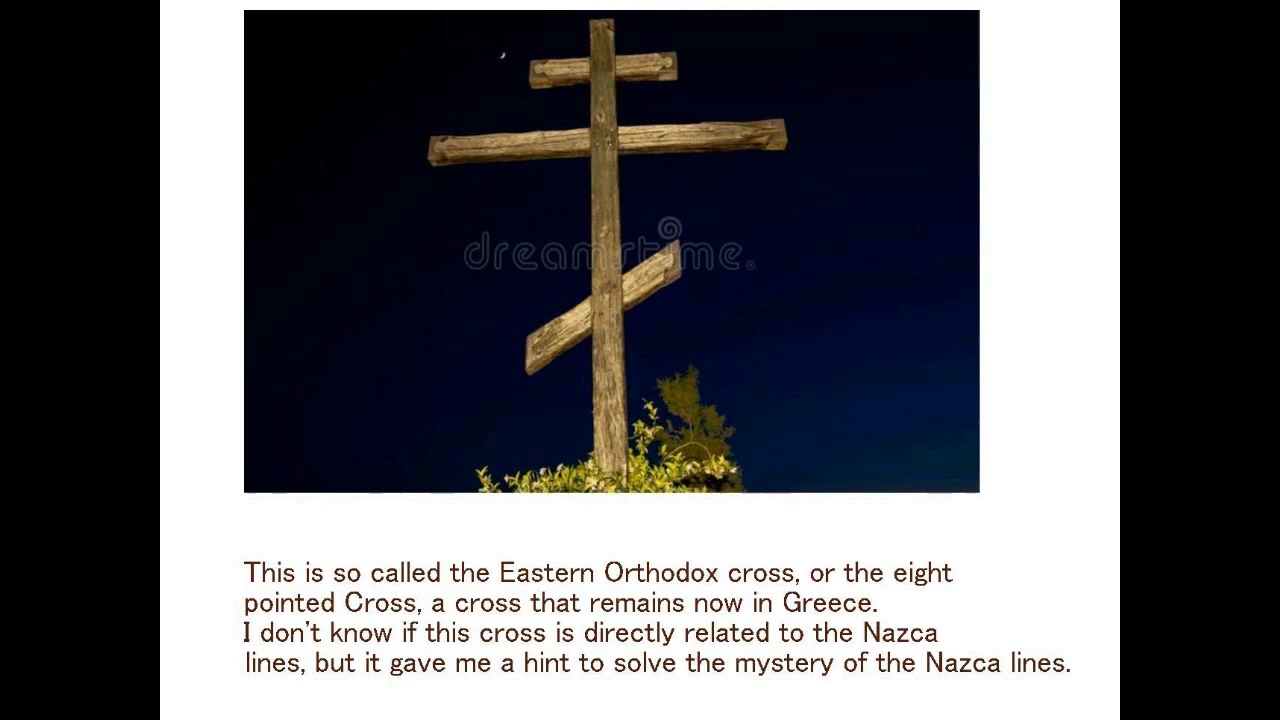 dreamstime.
This is so called the Eastern Orthodox cross, or the eight
pointed Cross, a cross that remains now in Greece.
I don't know if this cross is directly related to the Nazca
lines, but it gave me a hint to solve the mystery of the Nazca lines.